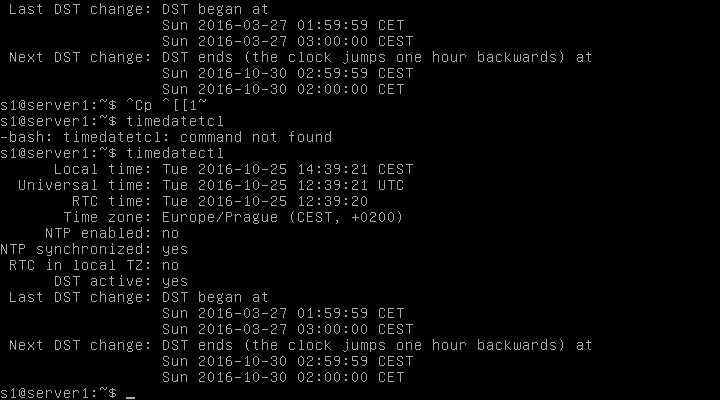 Last DST change: DST began at
Sun 2016-03-27 01:59:59 CET
Sun 2016-03-27 03:00:00 CEST
Next DST change: DST ends (the clock jumps one hour backwards) at
Sun 2016-10-30 02:59:59 CEST
Sun 2016-10-30 02:00:00 CET
s1@server1:~$ ^Cp ^[[1~
s1@server1:~$ timedatetcl
-bash: timedatetcl: command not found
s1@server1:~$ timedatectl
Local time: Tue 2016-10-25 14:39:21 CEST
Universal time: Tue 2016-10-25 12:39:21 UTC
RTC time: Tue 2016-10-25 12:39:20
Time zone: Europe/Prague (CEST, +0200)
NTP enabled: no
NTP synchronized: yes
RTC in local TZ: no
DST active: yes
Last DST change: DST began at
Sun 2016-03-27 01:59:59 CET
Sun 2016-03-27 03:00:00 CEST
Next DST change: DST ends (the clock jumps one hour backwards) at
Sun 2016-10-30 02:59:59 CEST
Sun 2016-10-30 02:00:00 CET
s1@server1:~$ _